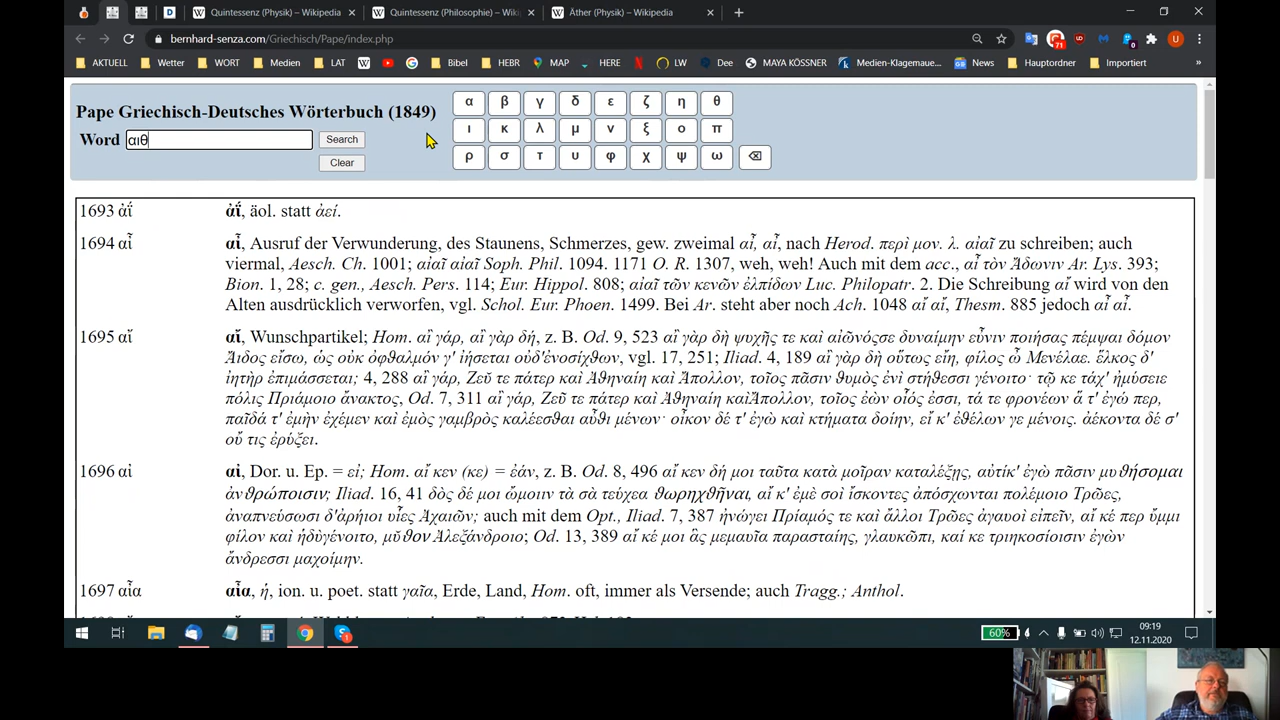 Quintessenz (Physik) – Wikipedia
Quintessenz (Philosophie) – Wiki
Äther (Physik) – Wikipedia
bernhard-senza.com/Griechisch/Pape/index.php
AKTUELL Wetter WORT Medien LAT Bibel HEBR MAP HERE LW Dee MAYA KÖSSNER Medien-Klagemaue... News Hauptordner Importiert
Pape Griechisch-Deutsches Wörterbuch (1849)
Word αιθ Search
Clear
α β γ δ ε ζ η θ
ι κ λ μ ν ξ ο π
ρ σ τ υ φ χ ψ ω
1693 ἀΐ ἀΐ, äol. statt ἀεί.
1694 αἶ αἶ, Ausruf der Verwunderung, des Staunens, Schmerzes, gew. zweimal αἶ, αἶ, nach Herod. περὶ μον. λ. αἰαῖ zu schreiben; auch
viermal, Aesch. Ch. 1001; αἰαῖ αἰαῖ Soph. Phil. 1094. 1171 O. R. 1307, weh, weh! Auch mit dem acc., αἶ τὸν Ἄδωνιν Ar. Lys. 393;
Bion. 1, 28; c. gen., Aesch. Pers. 114; Eur. Hippol. 808; αἰαῖ τῶν κενῶν ἐλπίδων Luc. Philopatr. 2. Die Schreibung αἴ wird von den
Alten ausdrücklich verworfen, vgl. Schol. Eur. Phoen. 1499. Bei Ar. steht aber noch Ach. 1048 αἴ αἴ, Thesm. 885 jedoch αἶ αἶ.
1695 αἴ αἴ, Wunschpartikel; Hom. αἲ γάρ, αἲ γὰρ δή, z. B. Od. 9, 523 αἲ γὰρ δὴ ψυχῆς τε καὶ αἰῶνόσε δυναίμην εὖνιν ποιήσας πέμψαι δόμον
Ἄιδος εἴσω, ὡς οὐκ ὀφθαλμόν γ' ἰήσεται οὐδ'ἐνοσίχθων, vgl. 17, 251; Iliad. 4, 189 αἲ γὰρ δὴ οὕτως εἴη, φίλος ὦ Μενέλαε. ἕλκος δ'
ἰητὴρ ἐπιμάσσεται; 4, 288 αἲ γάρ, Ζεῦ τε πάτερ καὶ Ἀθηναίη καὶ Ἄπολλον, τοῖος πᾶσιν θυμὸς ἐνὶ στήθεσσι γένοιτο· τῷ κε τάχ' ἠμύσειε
πόλις Πριάμοιο ἄνακτος, Od. 7, 311 αἲ γάρ, Ζεῦ τε πάτερ καὶ Ἀθηναίη καὶἌπολλον, τοῖος ἐὼν οἷός ἐσσι, τά τε φρονέων ἅ τ' ἐγώ περ,
παῖδά τ' ἐμὴν ἐχέμεν καὶ ἐμὸς γαμβρὸς καλέεσθαι αὖθι μένων· οἶκον δέ τ' ἐγὼ καὶ κτήματα δοίην, εἴ κ' ἐθέλων γε μένοις. ἀέκοντα δέ σ'
οὔ τις ἐρύξει.
1696 αἰ αἰ, Dor. u. Ep. = εἰ; Hom. αἴ κεν (κε) = ἐάν, z. B. Od. 8, 496 αἴ κεν δή μοι ταῦτα κατὰ μοῖραν καταλέξῃς, αὐτίκ' ἐγὼ πᾶσιν μυθήσομαι
ἀνθρώποισιν; Iliad. 16, 41 δὸς δέ μοι ὤμοιιν τὰ σὰ τεύχεα θωρηχθῆναι, αἴ κ' ἐμὲ σοὶ ἴσκοντες ἀπόσχωνται πολέμοιο Τρῶες,
ἀναπνεύσωσι δ'ἀρήιοι υἷες Ἀχαιῶν; auch mit dem Opt., Iliad. 7, 387 ἠνώγει Πρίαμός τε καὶ ἄλλοι Τρῶες ἀγαυοὶ εἰπεῖν, αἴ κέ περ ὔμμι
φίλον καὶ ἡδὺγένοιτο, μῦθον Ἀλεξάνδροιο; Od. 13, 389 αἴ κέ μοι ὣς μεμαυῖα παρασταίης, γλαυκῶπι, καί κε τριηκοσίοισιν ἐγὼν
ἄνδρεσσι μαχοίμην.
1697 αἶα αἶα, ἡ, ion. u. poet. statt γαῖα, Erde, Land, Hom. oft, immer als Versende; auch Tragg.; Anthol.
60% 09:19
12.11.2020